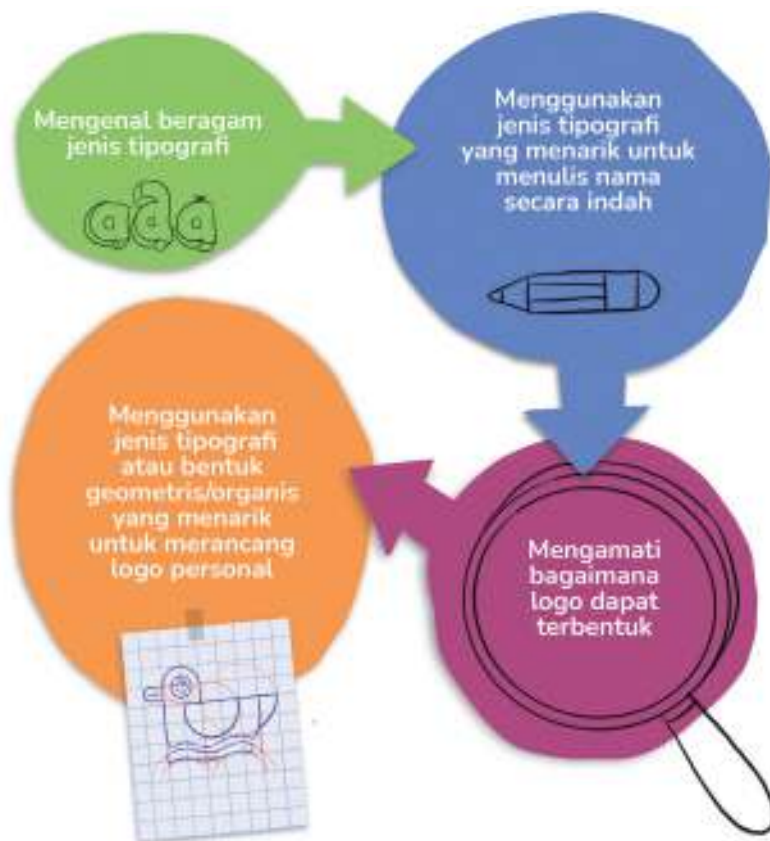 Mengenal beragam
jenis tipografi
ada
Menggunakan
jenis tipografi
yang menarik untuk
menulis nama
secara indah
Mengamati
bagaimana
logo dapat
terbentuk
Menggunakan
jenis tipografi
atau bentuk
geometris/organis
yang menarik
untuk merancang
logo personal